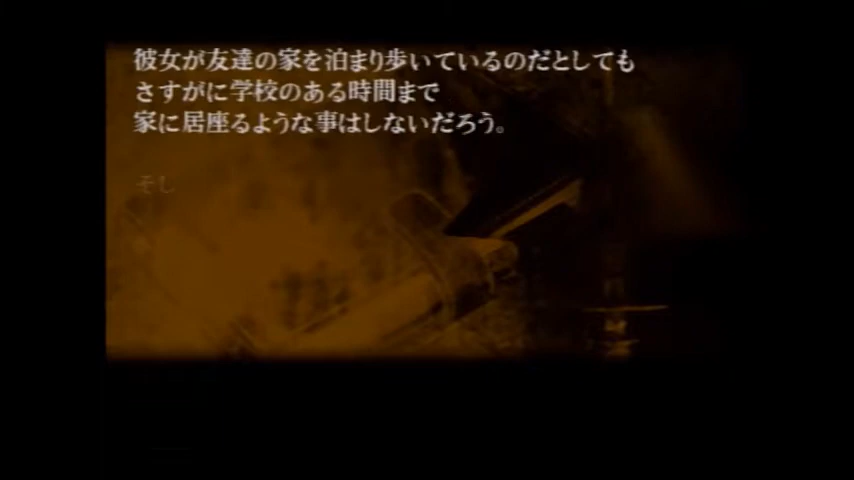 彼女が友達の家を泊まり歩いているのだとしても
さすがに学校のある時間まで
家に居座るような事はしないだろう。
そし